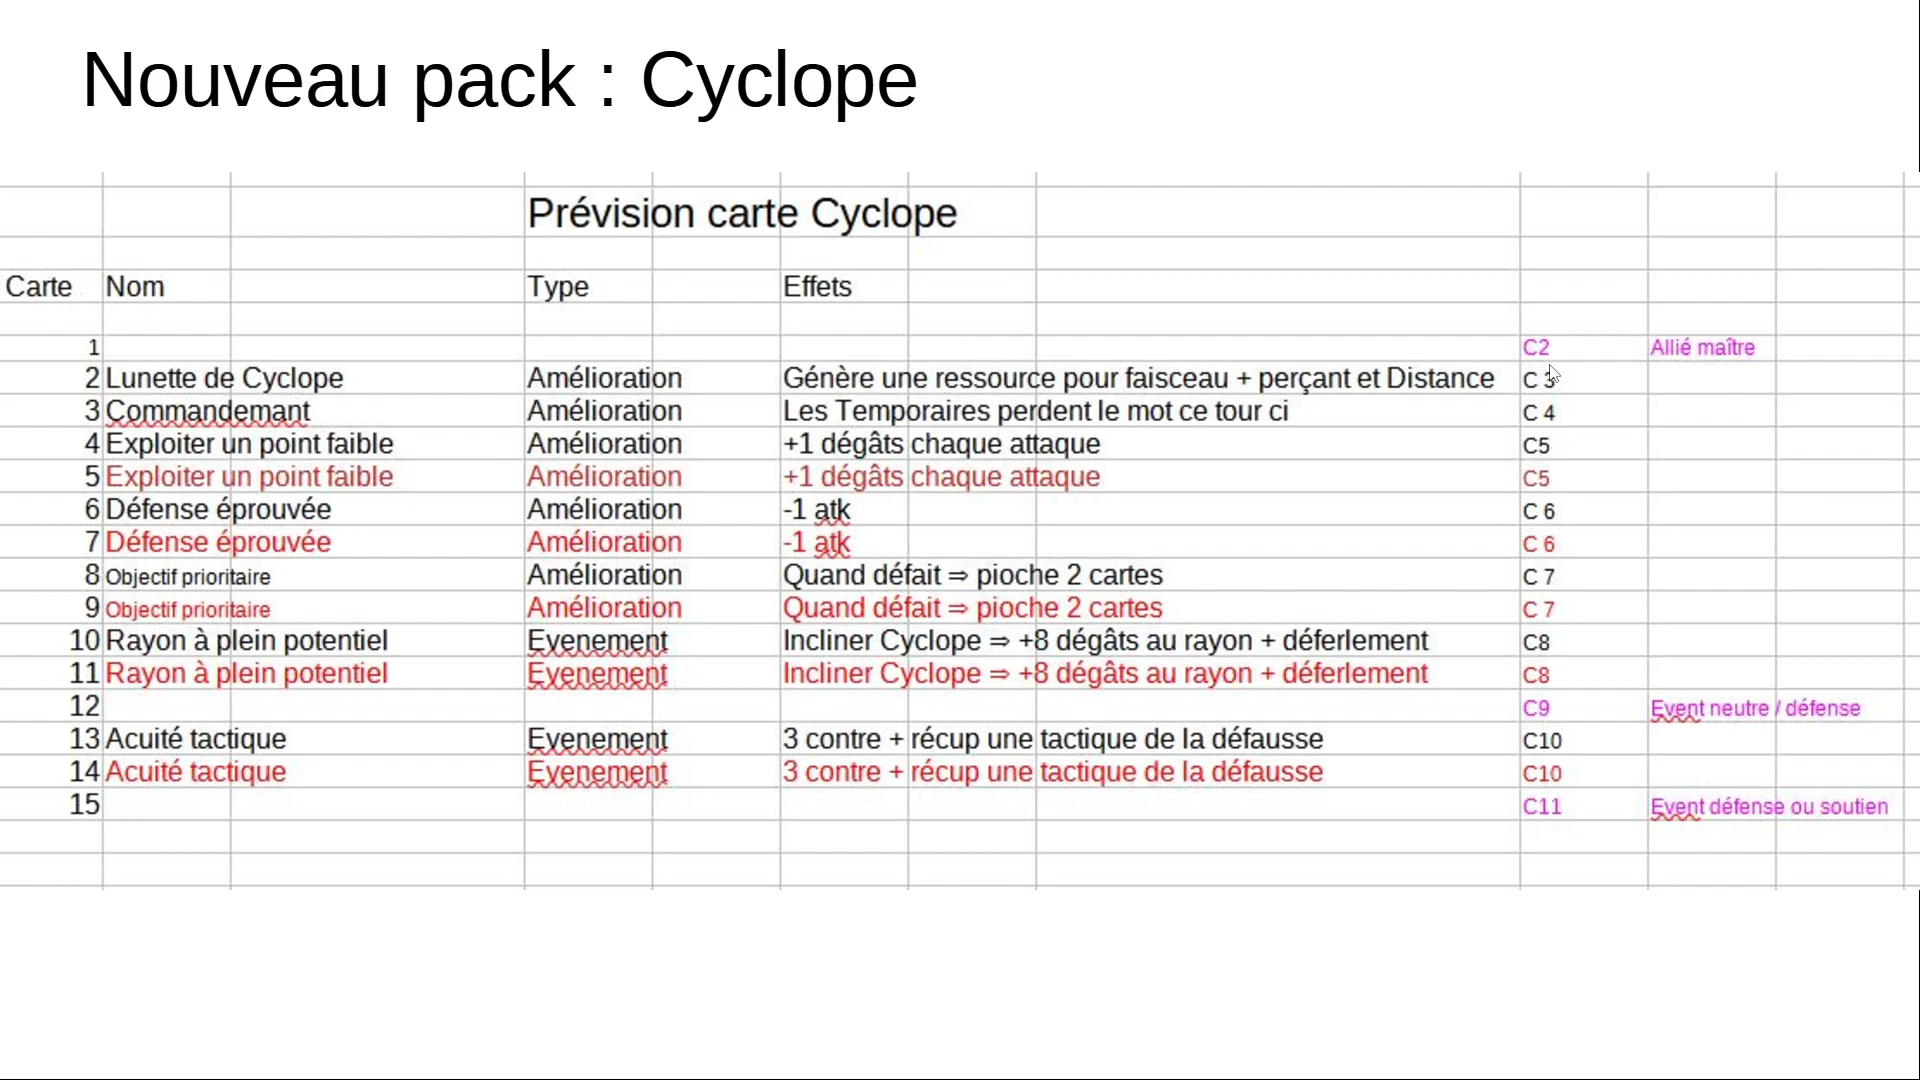 Nouveau pack : Cyclope
Prévision carte Cyclope
Carte Nom Type Effets
1 C2 Allié maître
2 Lunette de Cyclope Amélioration Génère une ressource pour faisceau + perçant et Distance C 3
3 Commandemant Amélioration Les Temporaires perdent le mot ce tour ci C 4
4 Exploiter un point faible Amélioration +1 dégâts chaque attaque C5
5 Exploiter un point faible Amélioration +1 dégâts chaque attaque C5
6 Défense éprouvée Amélioration -1 atk C 6
7 Défense éprouvée Amélioration -1 atk C 6
8 Objectif prioritaire Amélioration Quand défait ⇒ pioche 2 cartes C 7
9 Objectif prioritaire Amélioration Quand défait ⇒ pioche 2 cartes C 7
10 Rayon à plein potentiel Evenement Incliner Cyclope ⇒ +8 dégâts au rayon + déferlement C8
11 Rayon à plein potentiel Evenement Incliner Cyclope ⇒ +8 dégâts au rayon + déferlement C8
12 C9 Event neutre / défense
13 Acuité tactique Evenement 3 contre + récup une tactique de la défausse C10
14 Acuité tactique Evenement 3 contre + récup une tactique de la défausse C10
15 C11 Event défense ou soutien